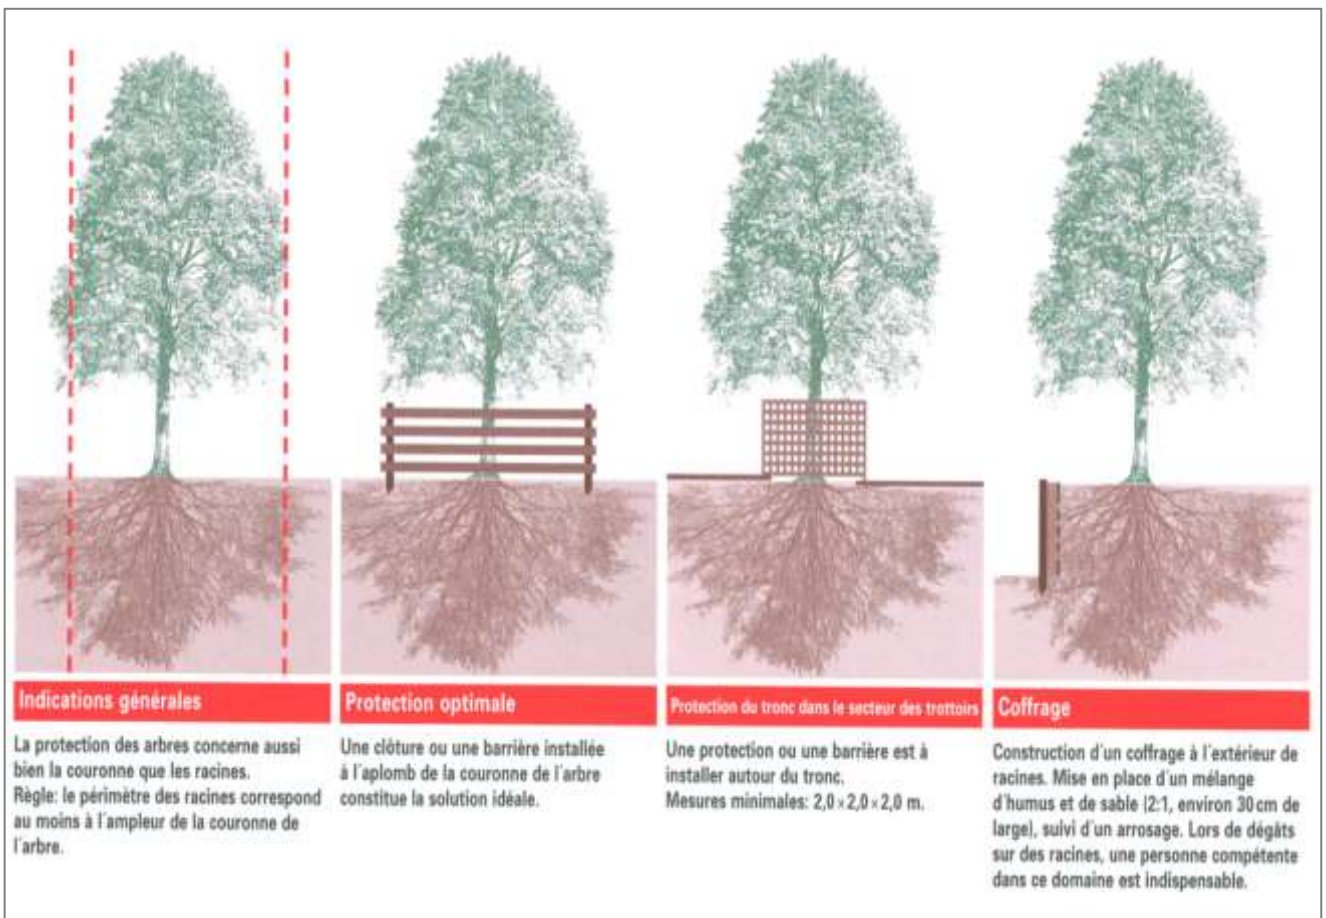 Indications générales
La protection des arbres concerne aussi
bien la couronne que les racines.
Règle: le périmètre des racines correspond
au moins à l'ampleur de la couronne de
l'arbre.
Protection optimale
Une clôture ou une barrière installée
à l'aplomb de la couronne de l'arbre
constitue la solution idéale.
Protection du tronc dans le secteur des trottoirs
Une protection ou une barrière est à
installer autour du tronc.
Mesures minimales: 2,0×2,0×2,0 m.
Coffrage
Construction d'un coffrage à l'extérieur de
racines. Mise en place d'un mélange
d'humus et de sable (2:1, environ 30 cm de
large), suivi d'un arrosage. Lors de dégâts
sur des racines, une personne compétente
dans ce domaine est indispensable.